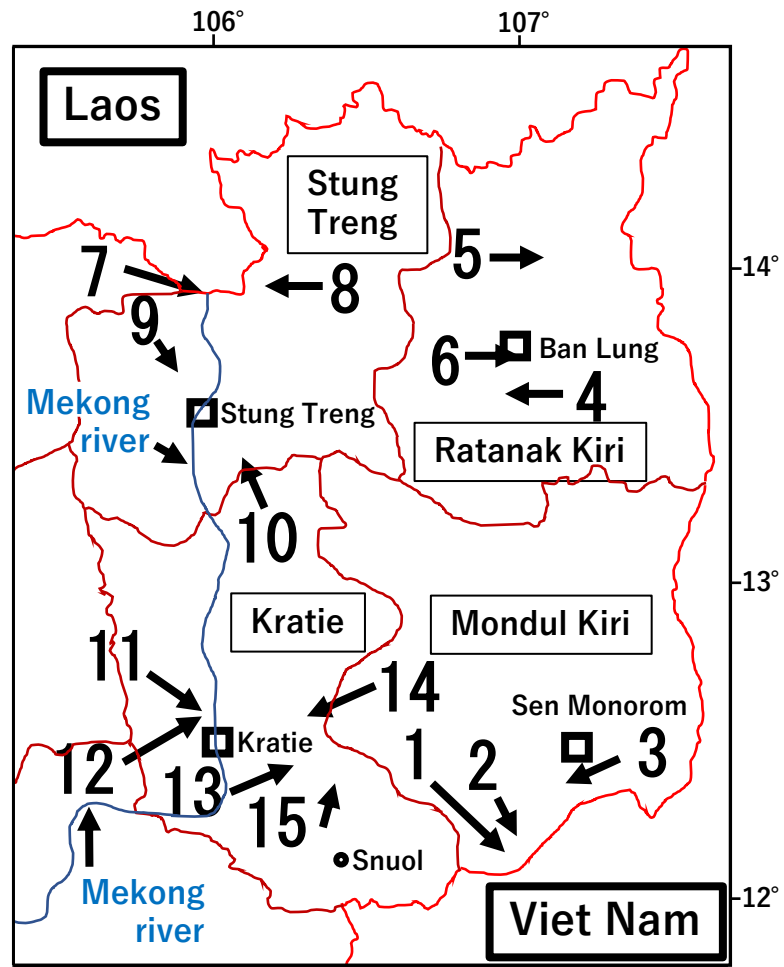 106°
107°
Laos
Stung
Treng
5
14°
7
8
9
6
Ban Lung
4
Mekong
river
Stung Treng
Ratanak Kiri
10
13°
Kratie
Mondul Kiri
11
14
Sen Monorom
12
Kratie
1
2
3
13
15
Snuol
Mekong
river
Viet Nam
12°